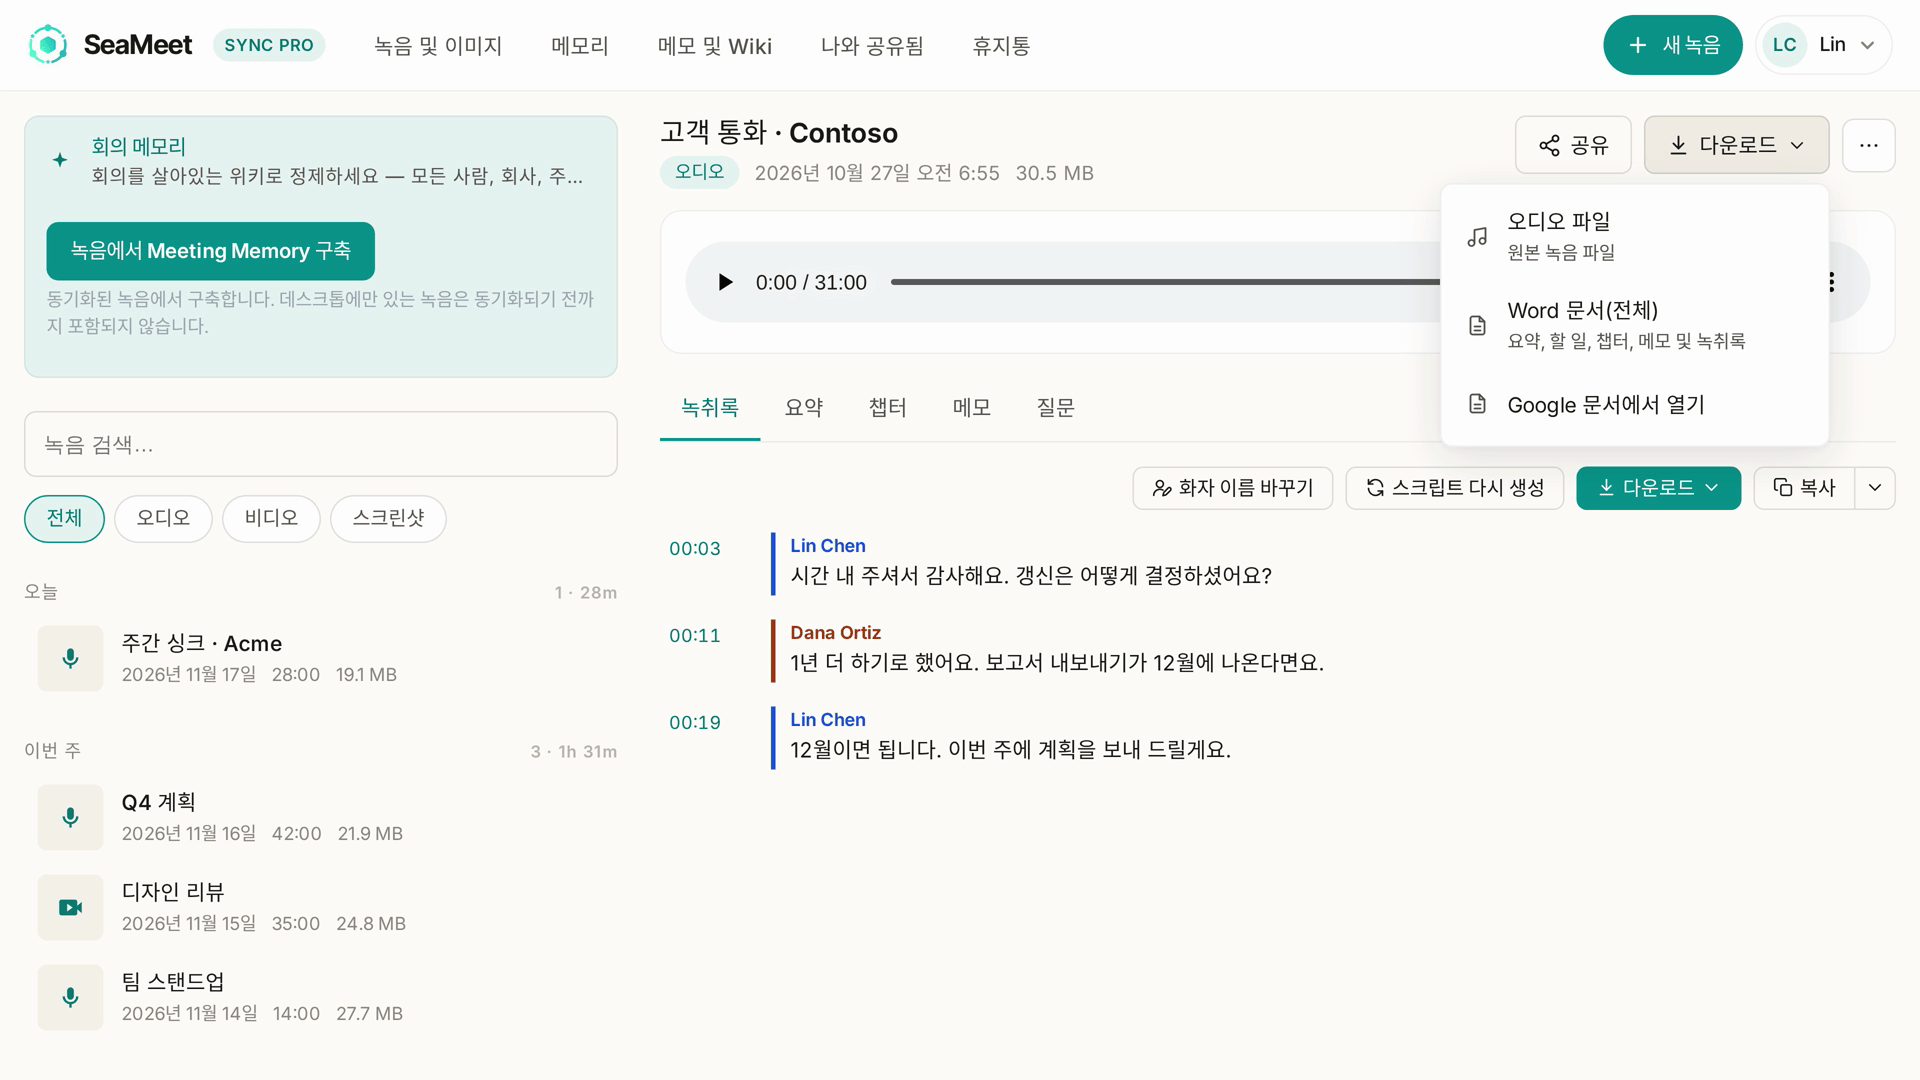 SeaMeet
SYNC PRO
녹음 및 이미지
메모리
메모 및 Wiki
나와 공유됨
휴지통
새 녹음
LC
Lin
회의 메모리
회의를 살아있는 위키로 정제하세요 — 모든 사람, 회사, 주...
녹음에서 Meeting Memory 구축
동기화된 녹음에서 구축합니다. 데스크톱에만 있는 녹음은 동기화되기 전까
지 포함되지 않습니다.
녹음 검색...
전체
오디오
비디오
스크린샷
오늘
1 · 28m
주간 싱크 · Acme
2026년 11월 17일 28:00 19.1 MB
이번 주
3 · 1h 31m
Q4 계획
2026년 11월 16일 42:00 21.9 MB
디자인 리뷰
2026년 11월 15일 35:00 24.8 MB
팀 스탠드업
2026년 11월 14일 14:00 27.7 MB
고객 통화 · Contoso
오디오
2026년 10월 27일 오전 6:55 30.5 MB
공유
다운로드
오디오 파일
원본 녹음 파일
Word 문서(전체)
요약, 할 일, 챕터, 메모 및 녹취록
Google 문서에서 열기
0:00 / 31:00
녹취록
요약
챕터
메모
질문
화자 이름 바꾸기
스크립트 다시 생성
다운로드
복사
00:03
Lin Chen
시간 내 주셔서 감사해요. 갱신은 어떻게 결정하셨어요?
00:11
Dana Ortiz
1년 더 하기로 했어요. 보고서 내보내기가 12월에 나온다면요.
00:19
Lin Chen
12월이면 됩니다. 이번 주에 계획을 보내 드릴게요.